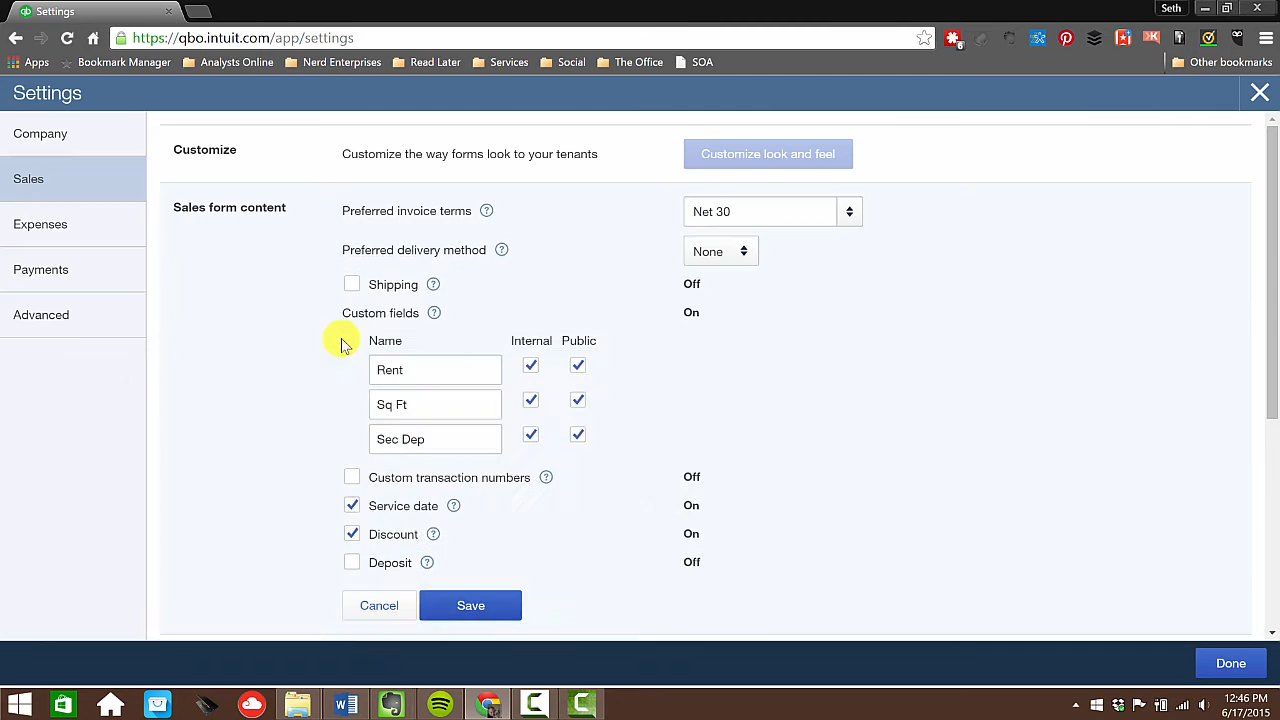 Settings
Seth
https://qbo.intuit.com/app/settings
6
Apps
Bookmark Manager
Analysts Online
Nerd Enterprises
Read Later
Services
Social
The Office
SOA
Other bookmarks
Settings
Company
Sales
Expenses
Payments
Advanced
Customize
Customize the way forms look to your tenants
Customize look and feel
Sales form content
Preferred invoice terms ?
Net 30
Preferred delivery method ?
None
Shipping ?
Off
Custom fields ?
On
Name Internal Public
Rent
Sq Ft
Sec Dep
Custom transaction numbers ?
Off
Service date ?
On
Discount ?
On
Deposit ?
Off
Cancel
Save
Done
12:46 PM
6/17/2015